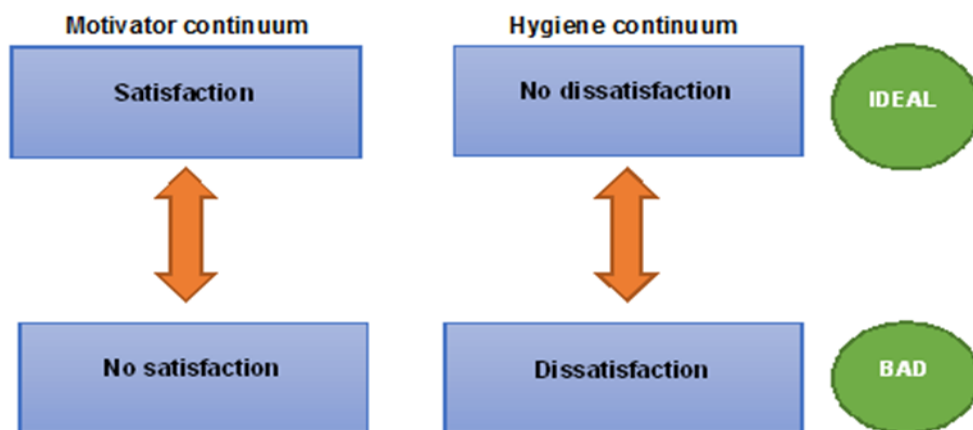 Motivator continuum
Hygiene continuum
Satisfaction
No dissatisfaction
IDEAL
No satisfaction
Dissatisfaction
BAD